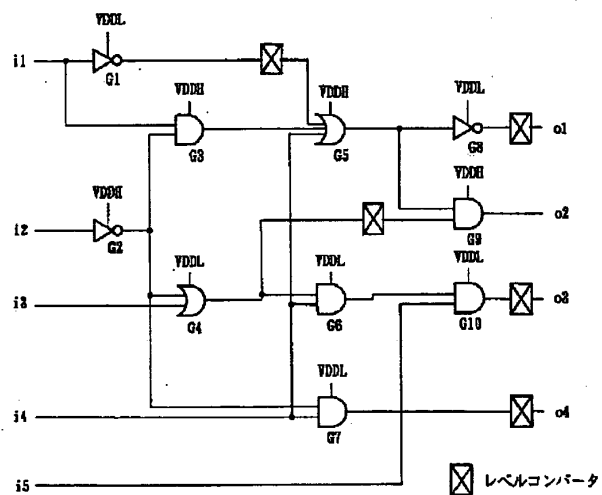 VDDL
i1
G1
VDDH
VDDH
VDDL
G3
G5
G8
o1
VDDH
VDDH
i2
G2
G9
o2
VDDL
VDDL
VDDL
i3
G4
G6
G10
o3
VDDL
i4
G7
o4
i5
レベルコンバータ